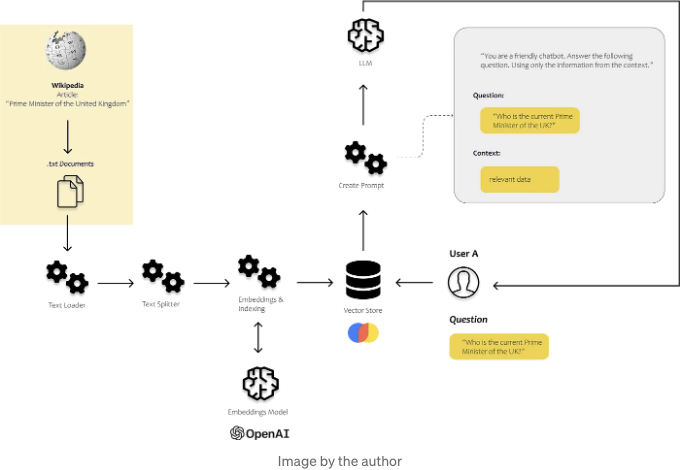 Wikipedia
Article:
"Prime Minister of the United Kingdom"
.txt Documents
Text Loader
Text Splitter
Embeddings &
Indexing
Embeddings Model
OpenAI
Vector Store
Create Prompt
LLM
"You are a friendly chatbot. Answer the following
question. Using only the information from the context."
Question:
"Who is the current Prime
Minister of the UK?"
Context:
relevant data
User A
Question
"Who is the current Prime
Minister of the UK?"
Image by the author